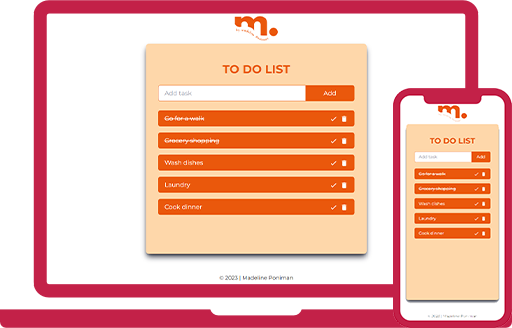 m.
TO DO LIST
Add task
Add
Go for a walk
Grocery shopping
Wash dishes
Laundry
Cook dinner
© 2023 | Madeline Poniman
m.
TO DO LIST
Add task
Add
Go for a walk
Grocery shopping
Wash dishes
Laundry
Cook dinner